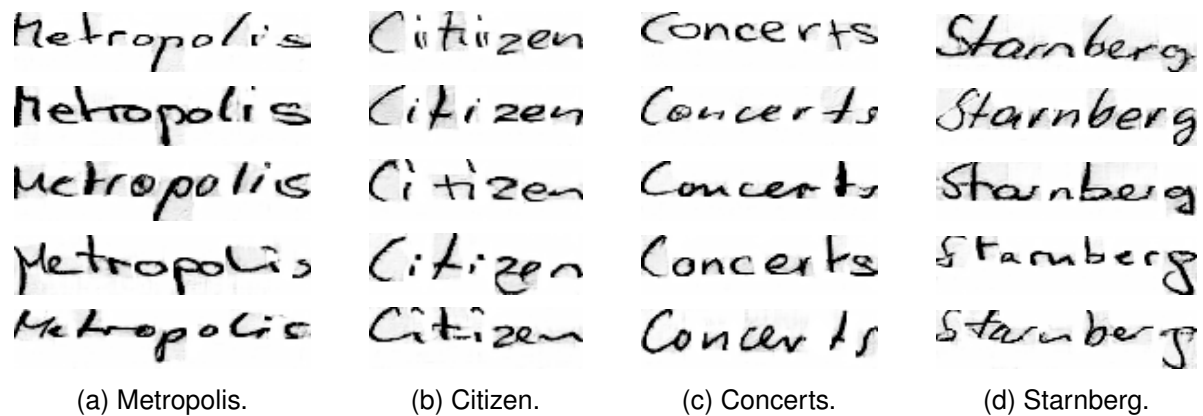 Metropolis Citiizen Concerts Starnberg
Metropolis Citizen Concerts Starnberg
Metropolis Citizen Concerts Starnberg
Metropolis Citizen Concerts Starnberg
Metropolis Citizen Concerts Starnberg
(a) Metropolis. (b) Citizen. (c) Concerts. (d) Starnberg.